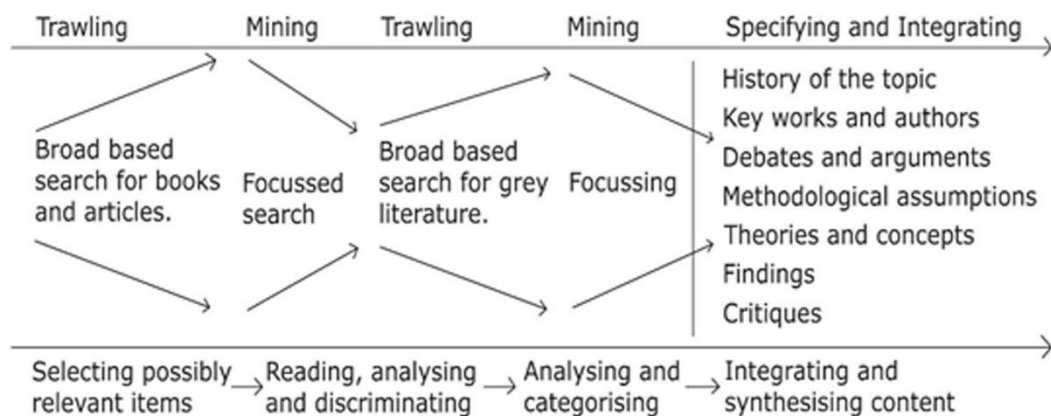 Trawling Mining Trawling Mining Specifying and Integrating
Broad based
search for books
and articles.
Focussed
search
Broad based
search for grey
literature.
Focussing
History of the topic
Key works and authors
Debates and arguments
Methodological assumptions
Theories and concepts
Findings
Critiques
Selecting possibly
relevant items
Reading, analysing
and discriminating
Analysing and
categorising
Integrating and
synthesising content